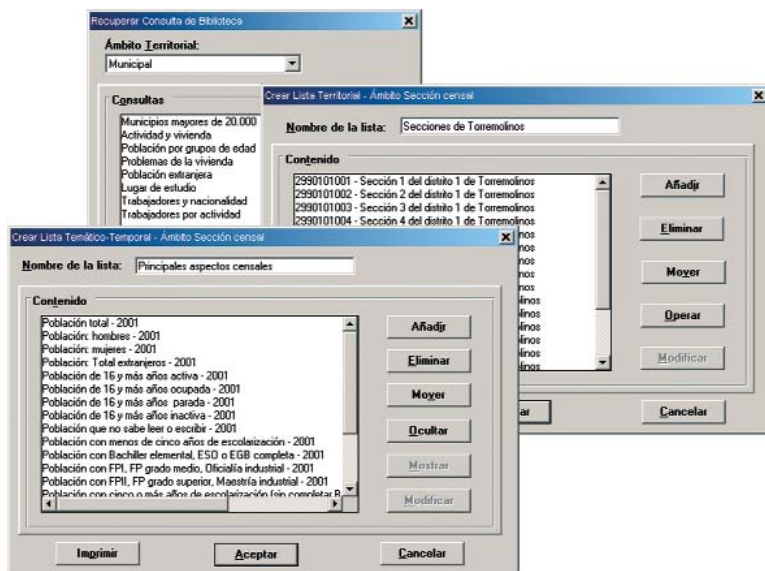 Recuperar Consulta de Biblioteca
Ámbito Territorial:
Municipal
Consultas
Municipios mayores de 20.000
Actividad y vivienda
Población por grupos de edad
Problemas de la vivienda
Población extranjera
Lugar de estudio
Trabajadores y nacionalidad
Trabajadores por actividad
Crear Lista Territorial - Ámbito Sección censal
Nombre de la lista: Secciones de Torremolinos
Contenido
2990101001 - Sección 1 del distrito 1 de Torremolinos
2990101002 - Sección 2 del distrito 1 de Torremolinos
2990101003 - Sección 3 del distrito 1 de Torremolinos
2990101004 - Sección 4 del distrito 1 de Torremolinos
Añadir
Eliminar
Mover
Operar
Modificar
Cancelar
Crear Lista Temático-Temporal - Ámbito Sección censal
Nombre de la lista: Principales aspectos censales
Contenido
Población total - 2001
Población: hombres - 2001
Población: mujeres - 2001
Población: Total extranjeros - 2001
Población de 16 y más años activa - 2001
Población de 16 y más años ocupada - 2001
Población de 16 y más años parada - 2001
Población de 16 y más años inactiva - 2001
Población que no sabe leer o escribir - 2001
Población con menos de cinco años de escolarización - 2001
Población con Bachiller elemental, ESO o EGB completa - 2001
Población con FPI, FP grado medio, Oficialía industrial - 2001
Población con FPII, FP grado superior, Maestría industrial - 2001
Población con cinco o más años de escolarización (sin completar B
Añadir
Eliminar
Mover
Ocultar
Mostrar
Modificar
Imprimir
Aceptar
Cancelar